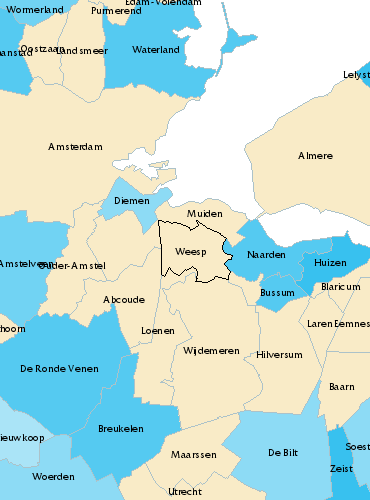 Edam-Volendam
Wormerland
Purmerend
Oostzaan
Landsmeer
Waterland
aanstad
Lelyst
Amsterdam
Almere
Diemen
Muiden
Weesp
Naarden
Huizen
Amstelveen
Ouder-Amstel
Blaricum
Bussum
Abcoude
Laren
Eemnes
hoorn
Loenen
Wijdemeren
Hilversum
De Ronde Venen
Baarn
Breukelen
ieuwkoop
Soest
Maarssen
De Bilt
Zeist
Woerden
Utrecht